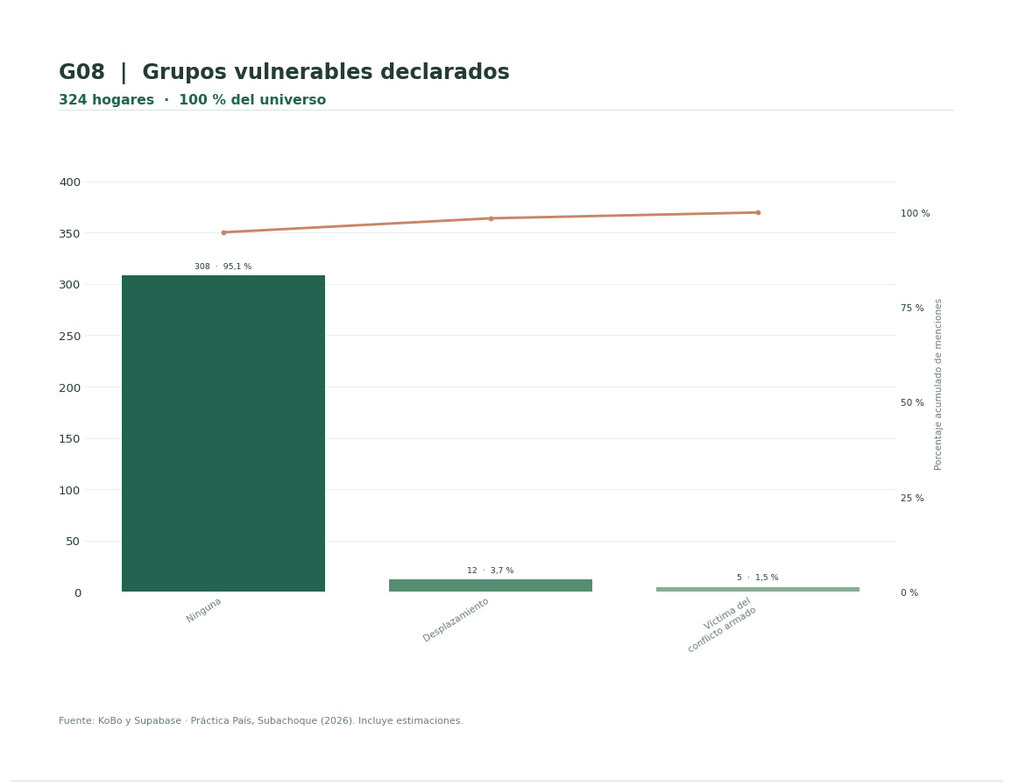 G08 | Grupos vulnerables declarados
324 hogares · 100 % del universo
400
350
300
250
200
150
100
50
0
308 · 95,1 %
12 · 3,7 %
5 · 1,5 %
100 %
75 %
50 %
25 %
0 %
Porcentaje acumulado de menciones
Ninguna
Desplazamiento
Víctima del
conflicto armado
Fuente: KoBo y Supabase · Práctica País, Subachoque (2026). Incluye estimaciones.